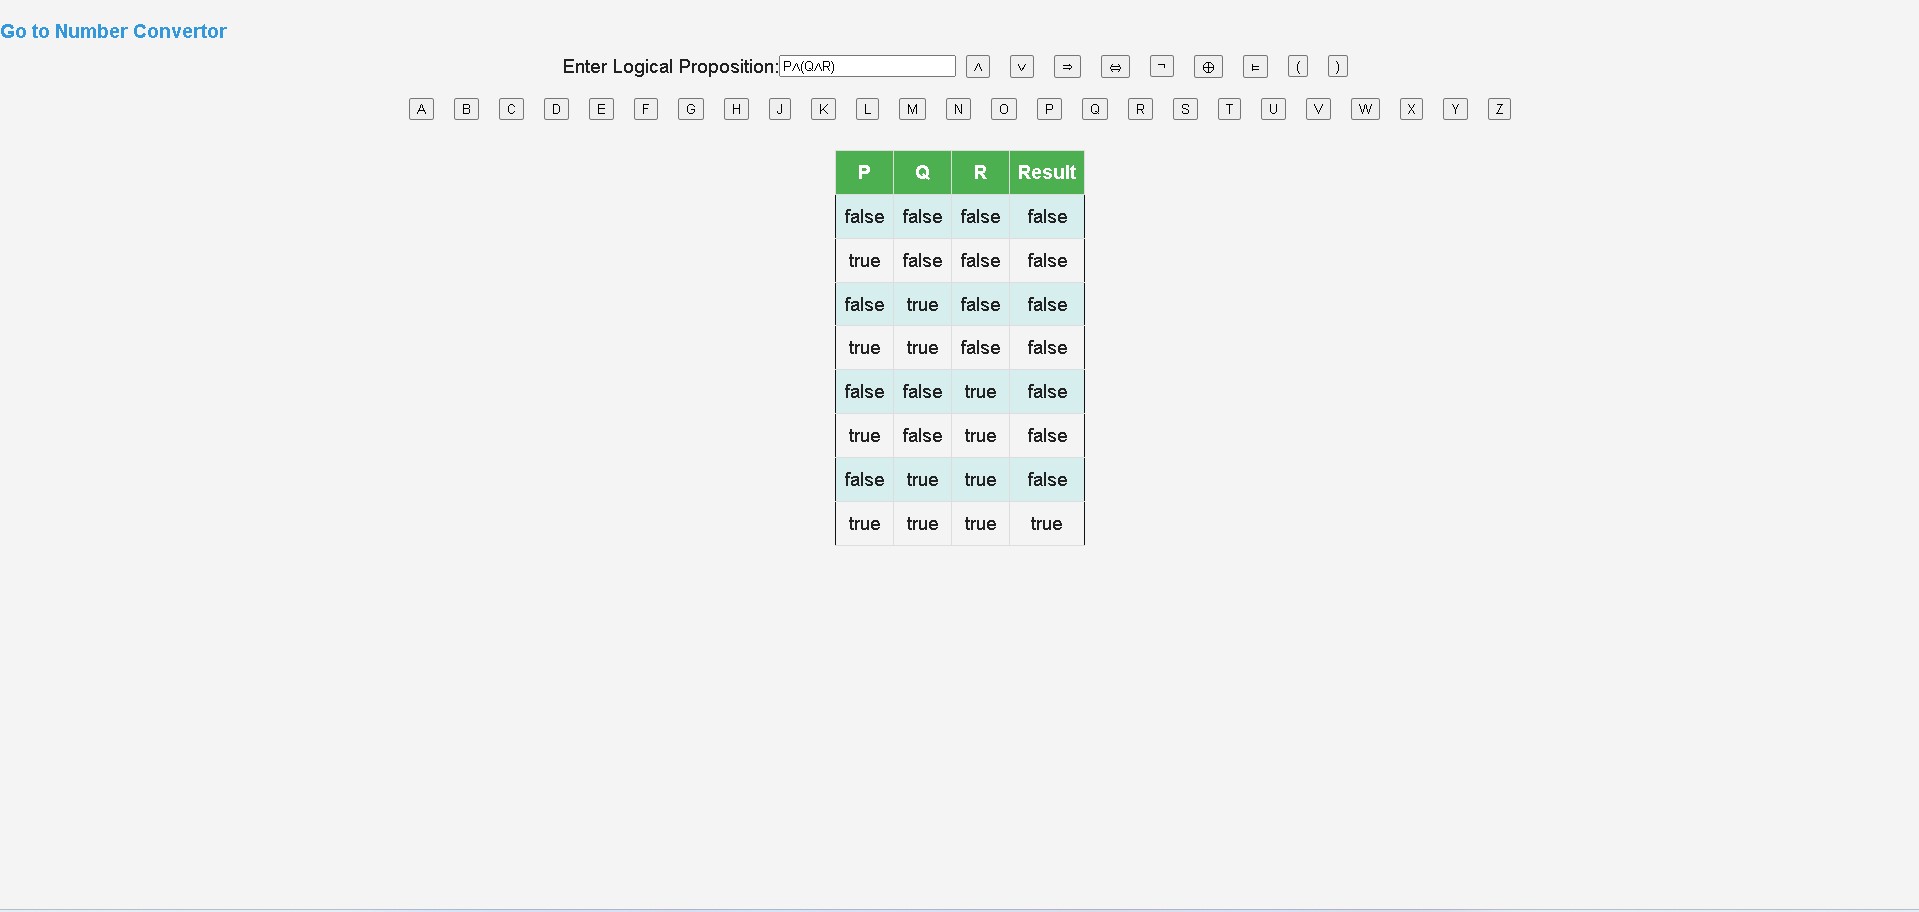 Go to Number Convertor
Enter Logical Proposition: P∧(Q∧R) ∧ ∨ ⇒ ⇔ ¬ ⊕ ⊨ ( )
A B C D E F G H J K L M N O P Q R S T U V W X Y Z
P Q R Result
false false false false
true false false false
false true false false
true true false false
false false true false
true false true false
false true true false
true true true true